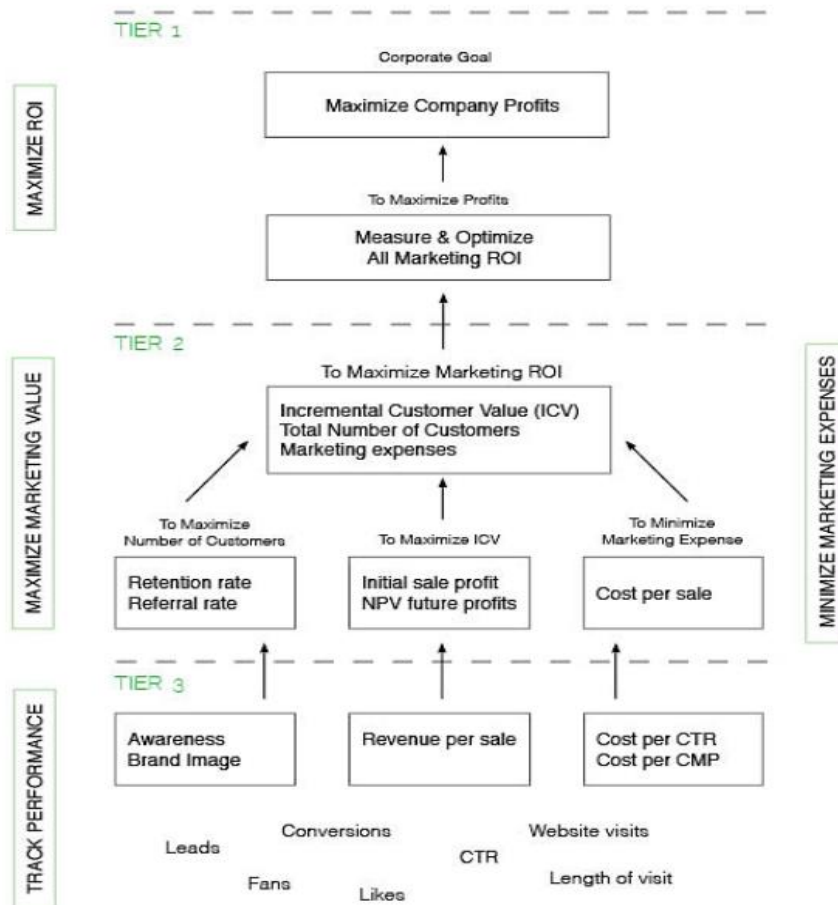 TIER 1
Corporate Goal
Maximize Company Profits
MAXIMIZE ROI
To Maximize Profits
Measure & Optimize
All Marketing ROI
TIER 2
To Maximize Marketing ROI
Incremental Customer Value (ICV)
Total Number of Customers
Marketing expenses
MAXIMIZE MARKETING VALUE
MINIMIZE MARKETING EXPENSES
To Maximize
Number of Customers
Retention rate
Referral rate
To Maximize ICV
Initial sale profit
NPV future profits
To Minimize
Marketing Expense
Cost per sale
TIER 3
TRACK PERFORMANCE
Awareness
Brand Image
Revenue per sale
Cost per CTR
Cost per CMP
Leads
Conversions
Website visits
CTR
Fans
Likes
Length of visit